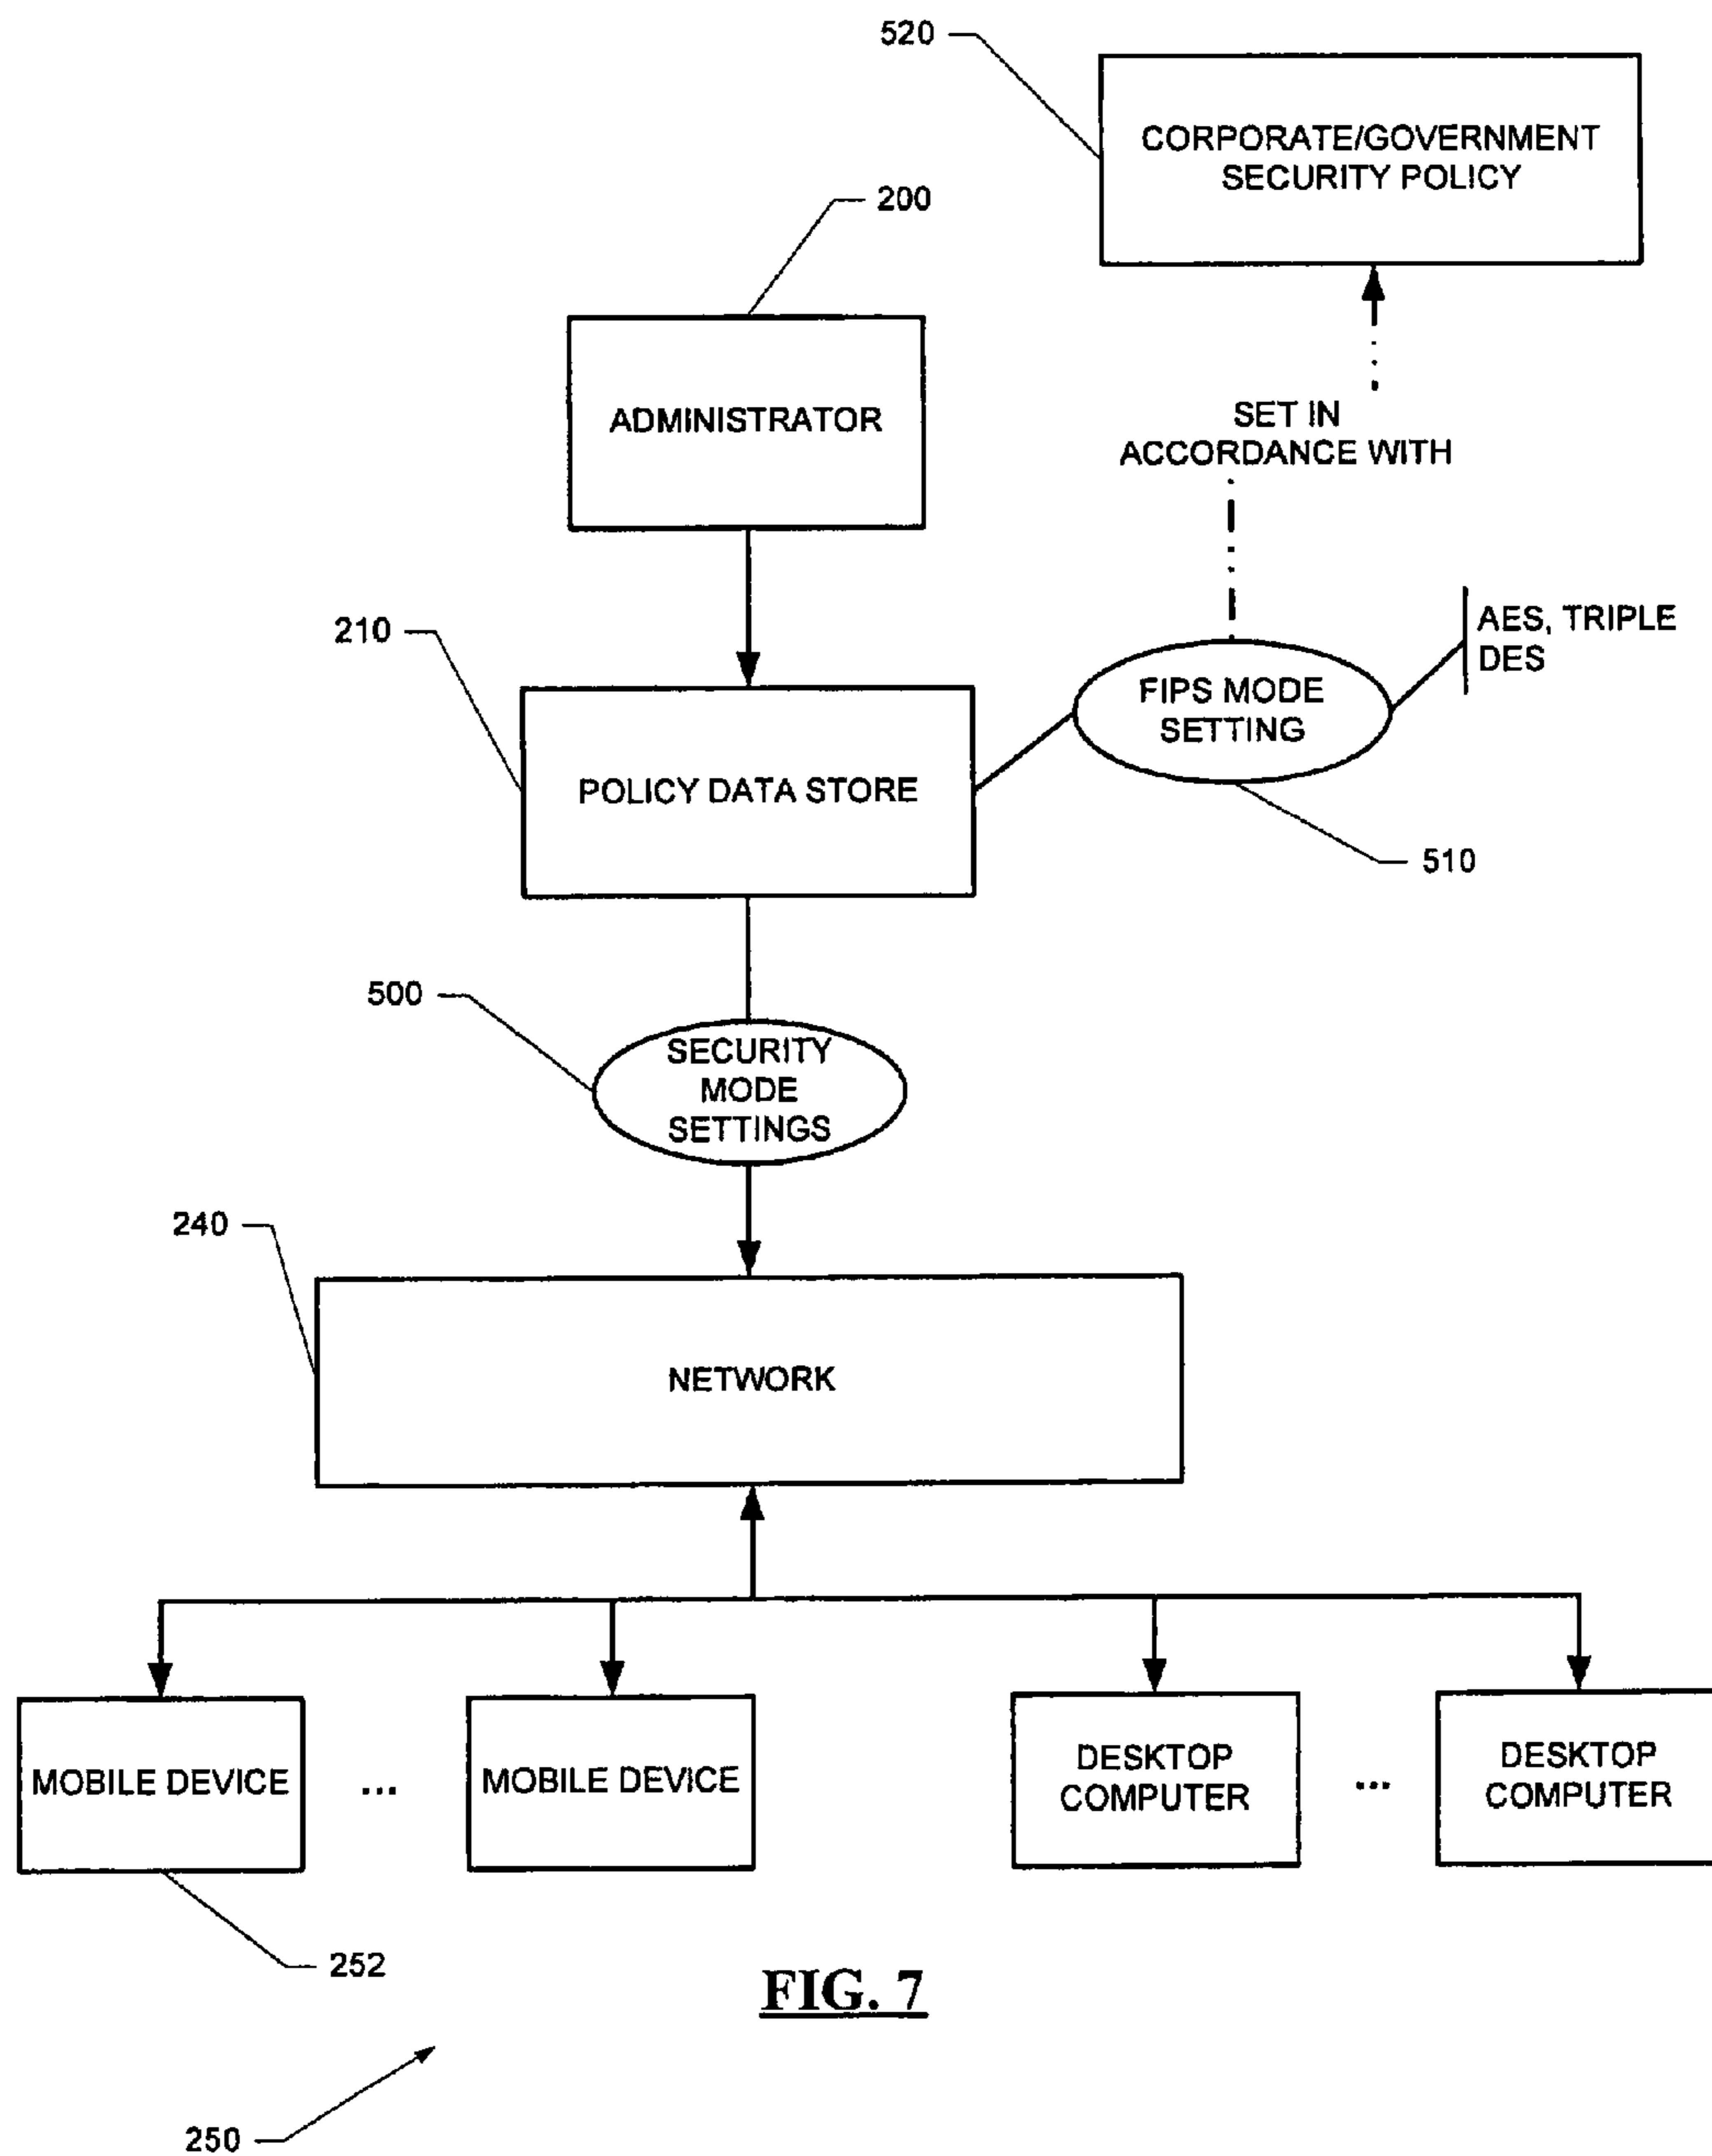 520
CORPORATE/GOVERNMENT
SECURITY POLICY
200
ADMINISTRATOR
SET IN
ACCORDANCE WITH
210
AES, TRIPLE
DES
FIPS MODE
SETTING
POLICY DATA STORE
510
500
SECURITY
MODE
SETTINGS
240
NETWORK
MOBILE DEVICE
...
MOBILE DEVICE
DESKTOP
COMPUTER
...
DESKTOP
COMPUTER
252
FIG. 7
250